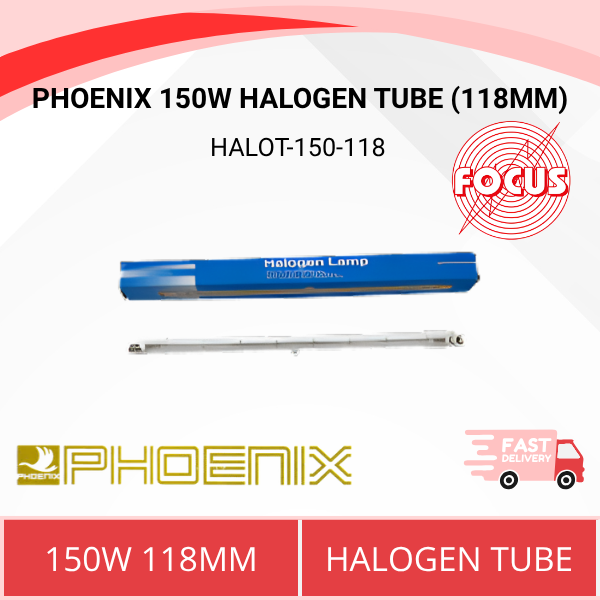 PHOENIX 150W HALOGEN TUBE (118MM)
HALOT-150-118
FOCUS
Halogen Lamp
PHOENIX
PHOENIX
FAST
DELIVERY
150W 118MM
HALOGEN TUBE